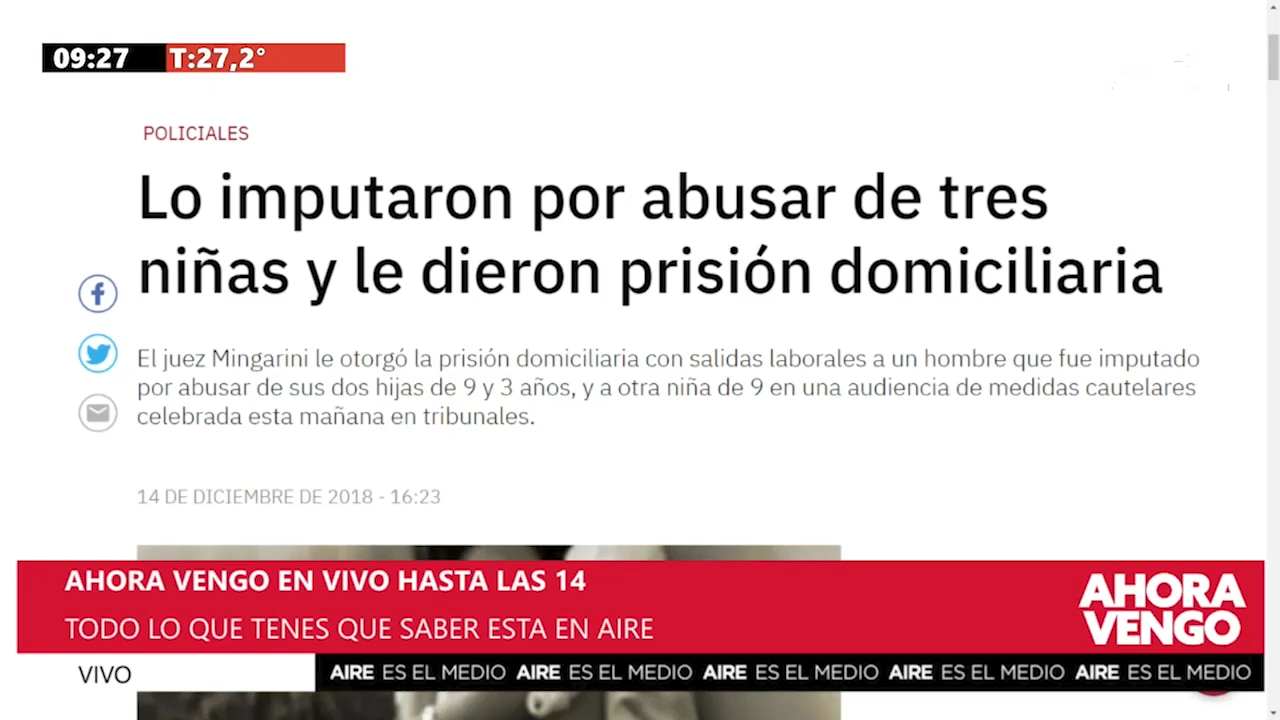 09:27 T:27,2°
POLICIALES
Lo imputaron por abusar de tres
niñas y le dieron prisión domiciliaria
El juez Mingarini le otorgó la prisión domiciliaria con salidas laborales a un hombre que fue imputado
por abusar de sus dos hijas de 9 y 3 años, y a otra niña de 9 en una audiencia de medidas cautelares
celebrada esta mañana en tribunales.
14 DE DICIEMBRE DE 2018 - 16:23
AHORA VENGO EN VIVO HASTA LAS 14
TODO LO QUE TENES QUE SABER ESTA EN AIRE
AHORA
VENGO
VIVO
AIRE ES EL MEDIO AIRE ES EL MEDIO AIRE ES EL MEDIO AIRE ES EL MEDIO AIRE ES EL MEDIO